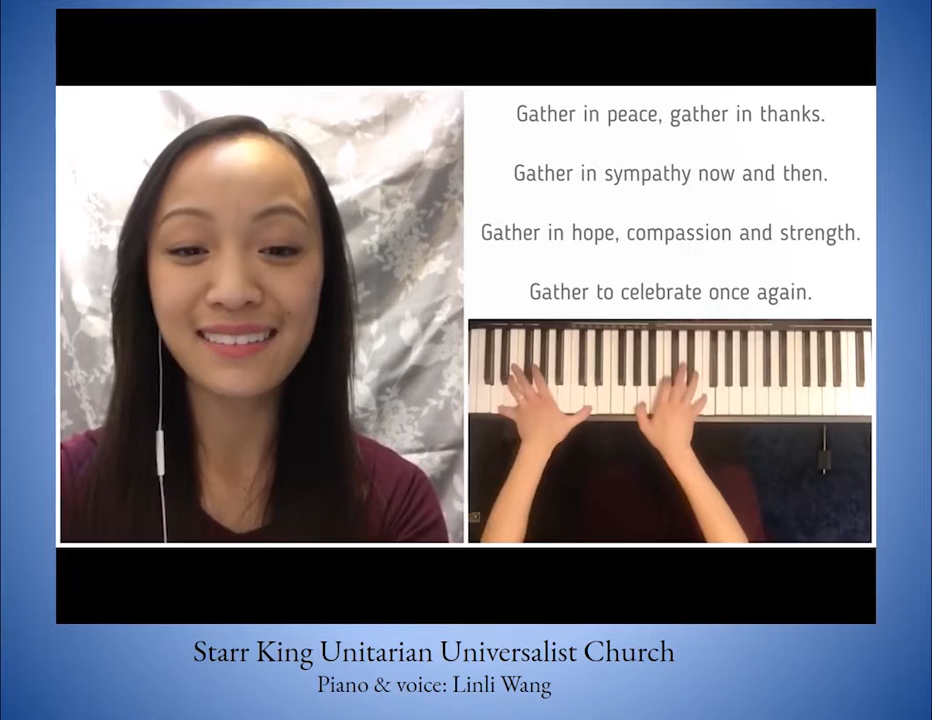 Gather in peace, gather in thanks.
Gather in sympathy now and then.
Gather in hope, compassion and strength.
Gather to celebrate once again.
Starr King Unitarian Universalist Church
Piano & voice: Linli Wang